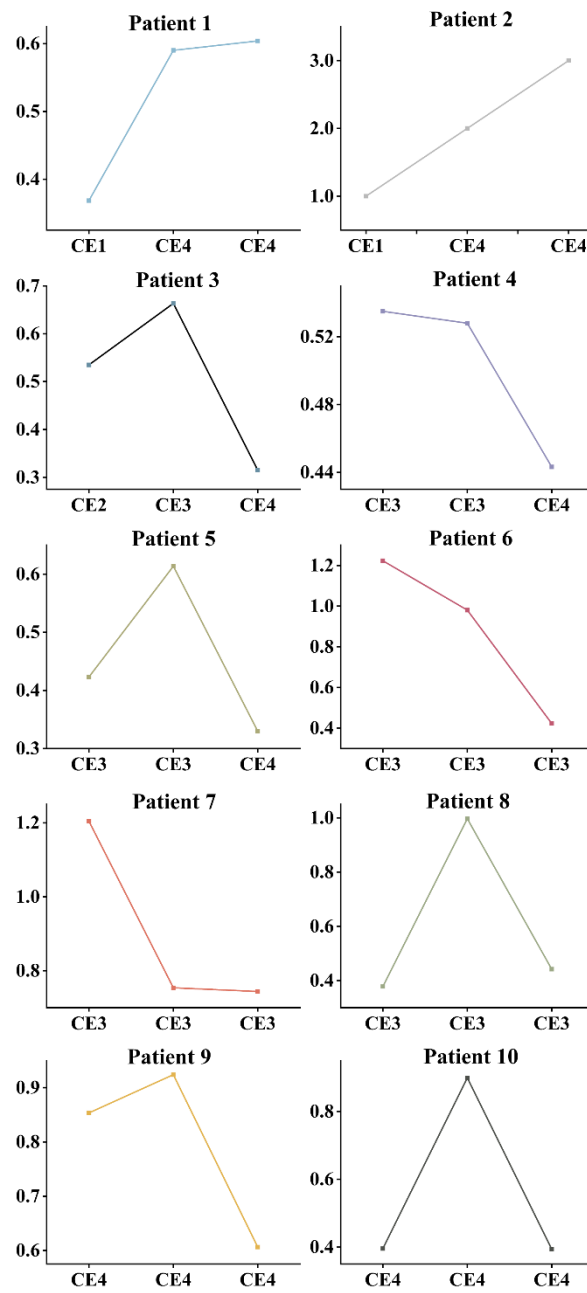 Patient 1
0.6
0.5
0.4
CE1 CE4 CE4
Patient 2
3.0
2.0
1.0
CE1 CE4 CE4
Patient 3
0.7
0.6
0.5
0.4
0.3
CE2 CE3 CE4
Patient 4
0.52
0.48
0.44
CE3 CE3 CE4
Patient 5
0.6
0.5
0.4
0.3
CE3 CE3 CE4
Patient 6
1.2
1.0
0.8
0.6
0.4
CE3 CE3 CE3
Patient 7
1.2
1.0
0.8
CE3 CE3 CE3
Patient 8
1.0
0.8
0.6
0.4
CE3 CE3 CE3
Patient 9
0.9
0.8
0.7
0.6
CE4 CE4 CE4
Patient 10
0.8
0.6
0.4
CE4 CE4 CE4